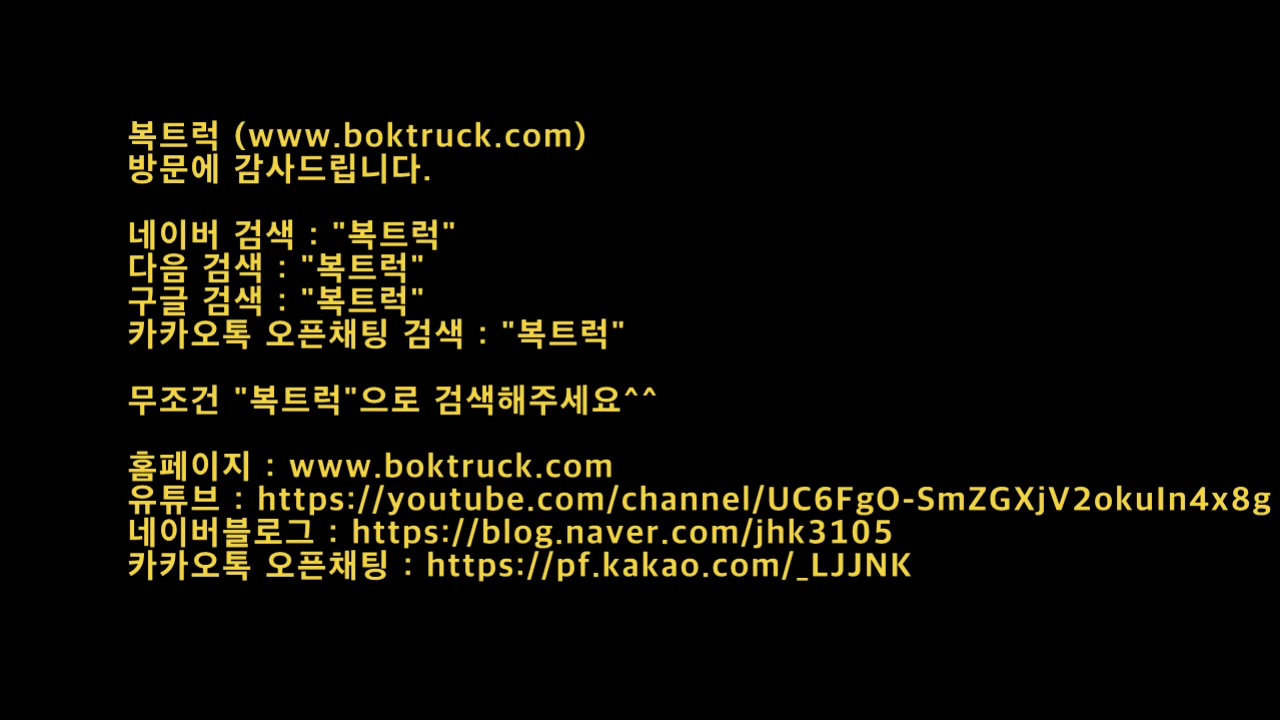 복트럭 (www.boktruck.com)
방문에 감사드립니다.
네이버 검색 : "복트럭"
다음 검색 : "복트럭"
구글 검색 : "복트럭"
카카오톡 오픈채팅 검색 : "복트럭"
무조건 "복트럭"으로 검색해주세요^^
홈페이지 : www.boktruck.com
유튜브 : https://youtube.com/channel/UC6FgO-SmZGXjV2okuIn4x8g
네이버블로그 : https://blog.naver.com/jhk3105
카카오톡 오픈채팅 : https://pf.kakao.com/_LJJNK